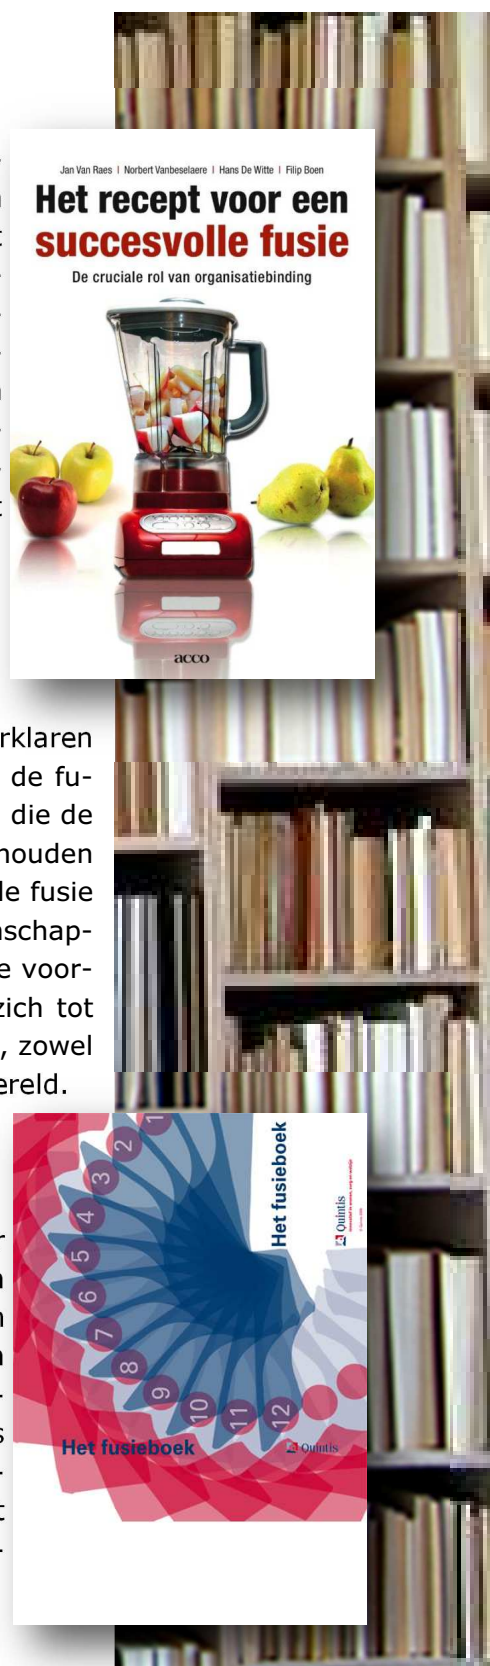 Jan Van Raes | Norbert Vanbeselaere | Hans De Witte | Filip Boen
Het recept voor een
succesvolle fusie
De cruciale rol van organisatiebinding
acco
rklaren
de fu-
die de
houden
le fusie
nschap-
e voor-
zich tot
, zowel
ereld.
1
2
3
4
5
6
7
8
9
10
11
12
Het fusieboek
Quintis
Het fusieboek
Quintis